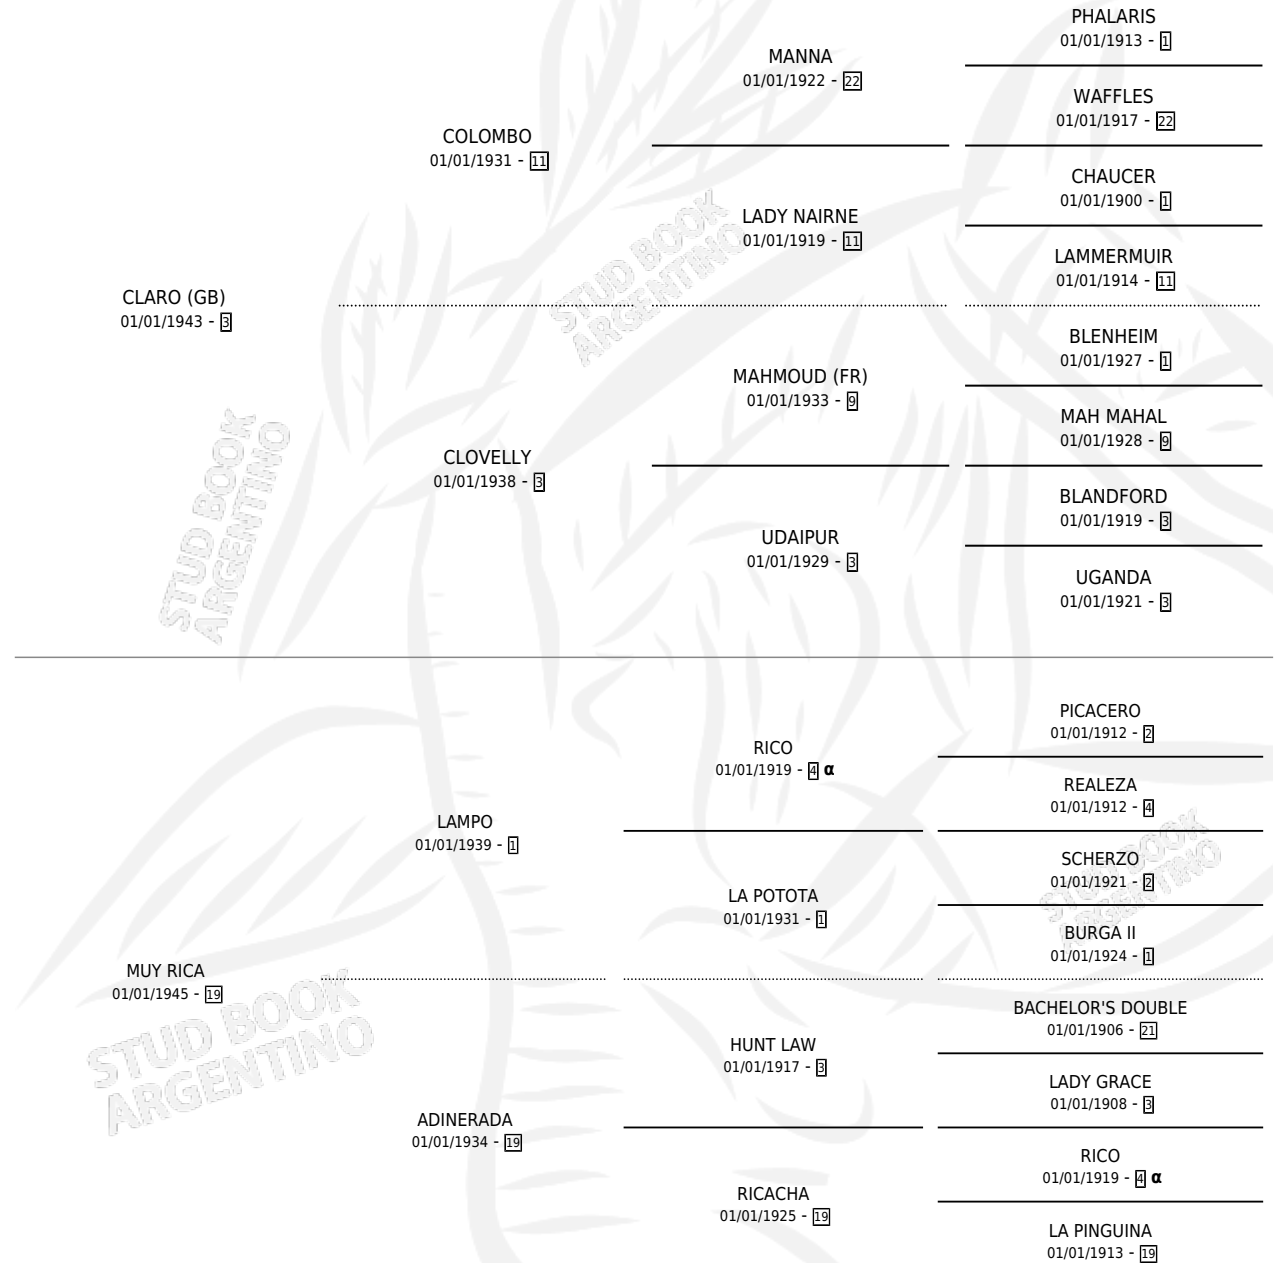 PHALARIS
01/01/1913 - 1
MANNA
01/01/1922 - 22
WAFFLES
01/01/1917 - 22
COLOMBO
01/01/1931 - 11
CHAUCER
01/01/1900 - 1
LADY NAIRNE
01/01/1919 - 11
LAMMERMUIR
01/01/1914 - 11
CLARO (GB)
01/01/1943 - 3
BLENHEIM
01/01/1927 - 1
MAHMOUD (FR)
01/01/1933 - 9
MAH MAHAL
01/01/1928 - 9
CLOVELLY
01/01/1938 - 3
BLANDFORD
01/01/1919 - 3
UDAIPUR
01/01/1929 - 3
UGANDA
01/01/1921 - 3
PICACERO
01/01/1912 - 2
RICO
01/01/1919 - 4 α
REALEZA
01/01/1912 - 4
LAMPO
01/01/1939 - 1
SCHERZO
01/01/1921 - 2
LA POTOTA
01/01/1931 - 1
BURGA II
01/01/1924 - 1
MUY RICA
01/01/1945 - 19
BACHELOR'S DOUBLE
01/01/1906 - 21
HUNT LAW
01/01/1917 - 3
LADY GRACE
01/01/1908 - 3
ADINERADA
01/01/1934 - 19
RICO
01/01/1919 - 4 α
RICACHA
01/01/1925 - 19
LA PINGUINA
01/01/1913 - 19
STUD BOOK
ARGENTINO
STUD BOOK
ARGENTINO
STUD BOOK
ARGENTINO
STUD BOOK
ARGENTINO